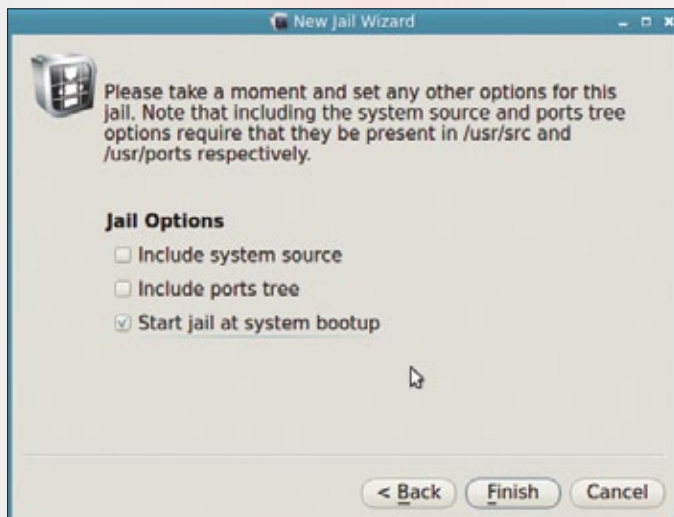 New Jail Wizard
Please take a moment and set any other options for this
jail. Note that including the system source and ports tree
options require that they be present in /usr/src and
/usr/ports respectively.
Jail Options
Include system source
Include ports tree
Start jail at system bootup
< Back
Finish
Cancel